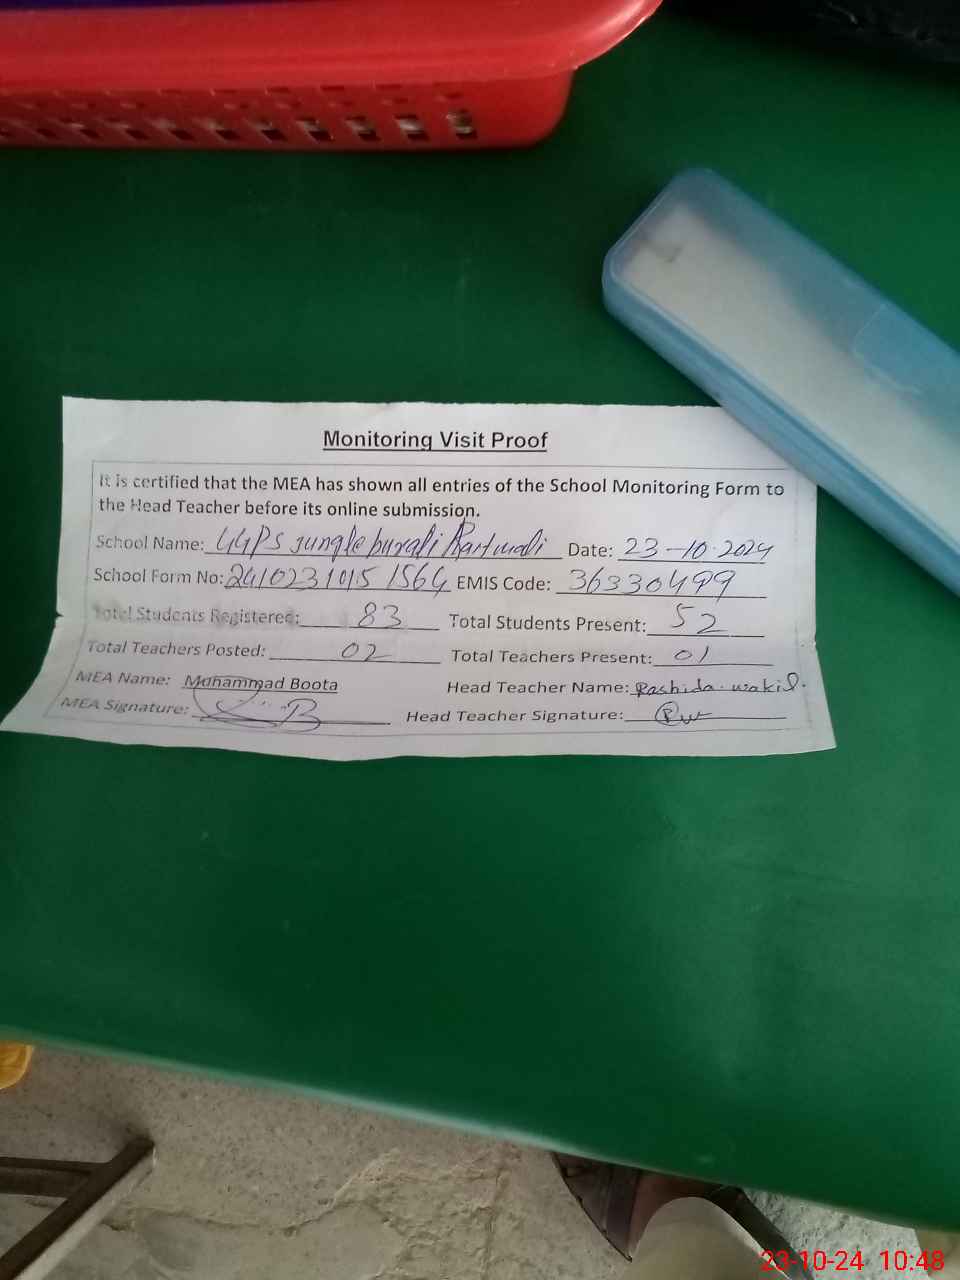 Monitoring Visit Proof
It is certified that the MEA has shown all entries of the School Monitoring Form to
the Head Teacher before its online submission.
School Name: GGPS Jungle Date: 23-10-2024
School Form No: 24102310151564 EMIS Code: 36330499
Total Students Registered: 83 Total Students Present: 52
Total Teachers Posted: 02 Total Teachers Present: 01
MEA Name: Muhammad Boota Head Teacher Name: Rashida wakil.
MEA Signature: Head Teacher Signature:
23-10-24 10:48